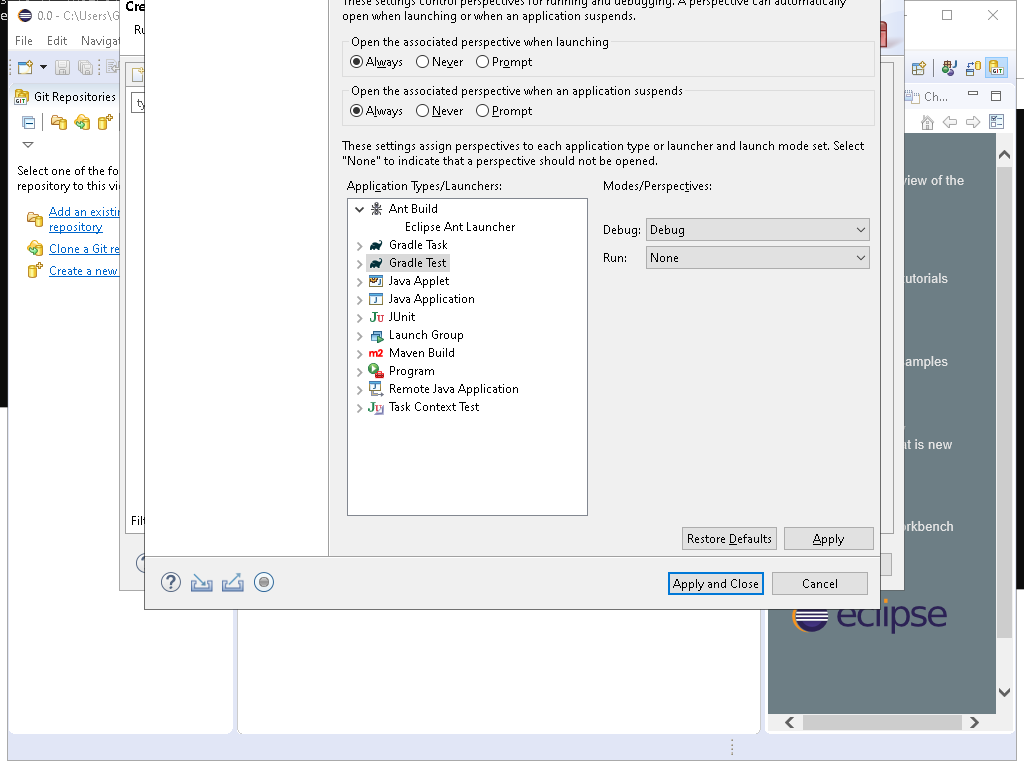 These settings control perspectives for running and debugging. A perspective can automatically
open when launching or when an application suspends.
0.0 - C:\Users\G
Cre
File Edit Navigat
Ru
Open the associated perspective when launching
Always Never Prompt
Git Repositories
ty
Open the associated perspective when an application suspends
Always Never Prompt
Ch...
These settings assign perspectives to each application type or launcher and launch mode set. Select
"None" to indicate that a perspective should not be opened.
Select one of the fo
repository to this vi
Add an existin
repository
Clone a Git re
Create a new
Application Types/Launchers:
Ant Build
Eclipse Ant Launcher
Gradle Task
Gradle Test
Java Applet
Java Application
JUnit
Launch Group
Maven Build
Program
Remote Java Application
Task Context Test
Modes/Perspectives:
Debug: Debug
Run: None
view of the
utorials
amples
at is new
rkbench
Filt
Restore Defaults Apply
Apply and Close Cancel
eclipse